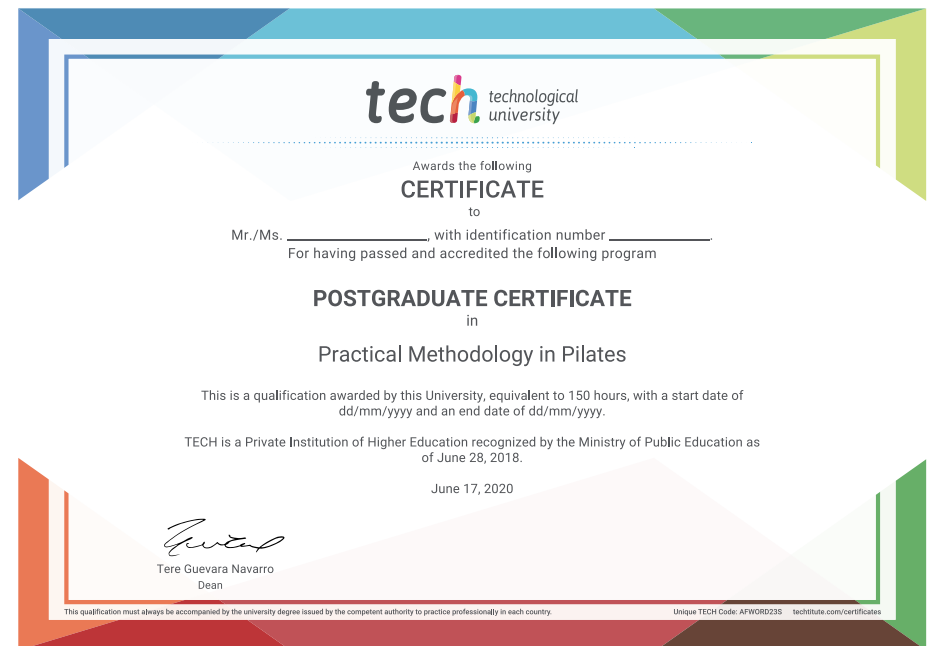 tech technological
university
Awards the following
CERTIFICATE
to
Mr./Ms. ____________________, with identification number ______________.
For having passed and accredited the following program
POSTGRADUATE CERTIFICATE
in
Practical Methodology in Pilates
This is a qualification awarded by this University, equivalent to 150 hours, with a start date of
dd/mm/yyyy and an end date of dd/mm/yyyy.
TECH is a Private Institution of Higher Education recognized by the Ministry of Public Education as
of June 28, 2018.
June 17, 2020
Tere Guevara Navarro
Dean
This qualification must always be accompanied by the university degree issued by the competent authority to practice professionally in each country.
Unique TECH Code: AFWORD23S techtitute.com/certificates